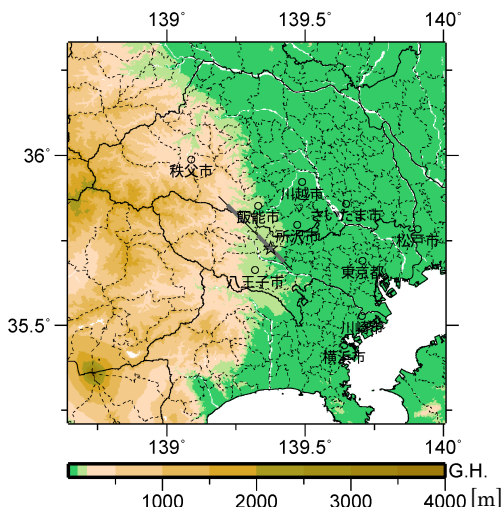 139° 139.5° 140°
36°
35.5°
秩父市
川越市
飯能市
さいたま市
所沢市
松戸市
八王子市
東京都
川崎市
横浜市
139° 139.5° 140°
G.H.
1000 2000 3000 4000 [m]